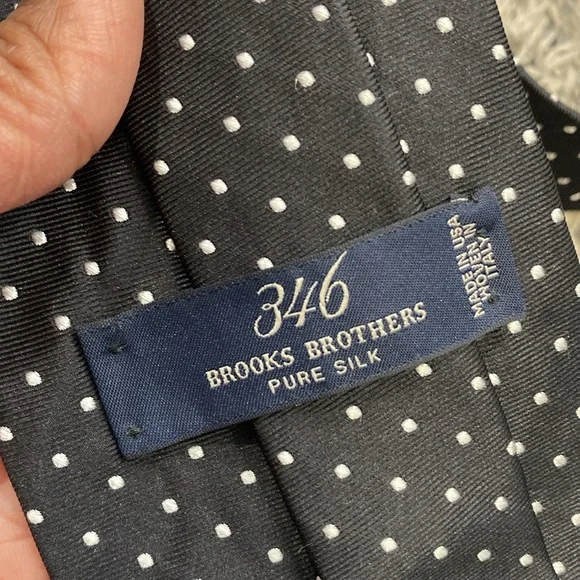 346
BROOKS BROTHERS
PURE SILK
MADE IN USA
WOVEN IN
ITALY